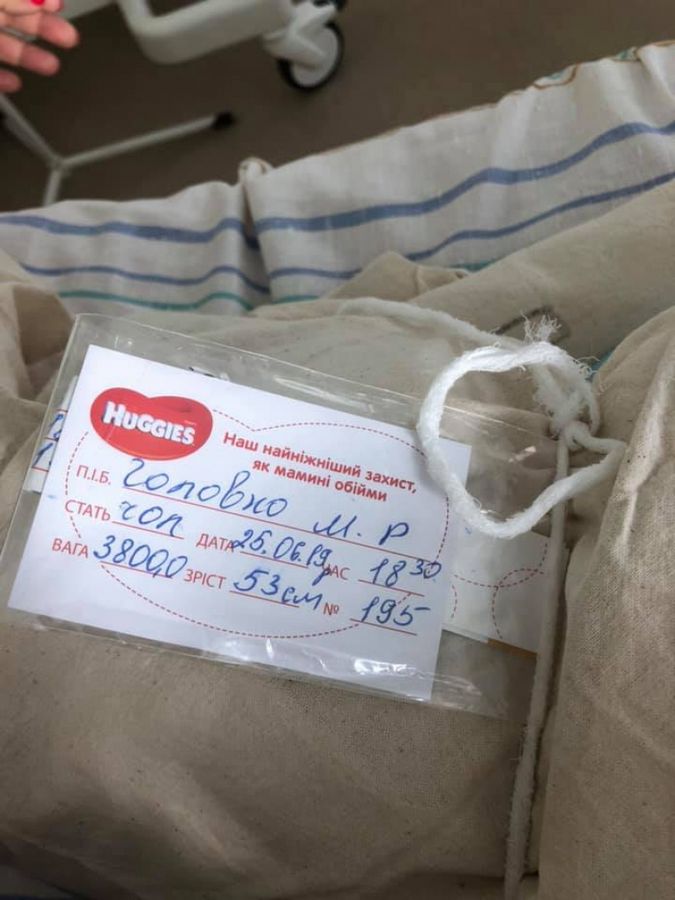 HUGGIES
Наш найніжніший захист,
як мамині обійми
П.І.Б. Головко М. Р
СТАТЬ чол ДАТА 25.06.19р ЧАС 18 30
ВАГА 3800,0 ЗРІСТ 53см № 195